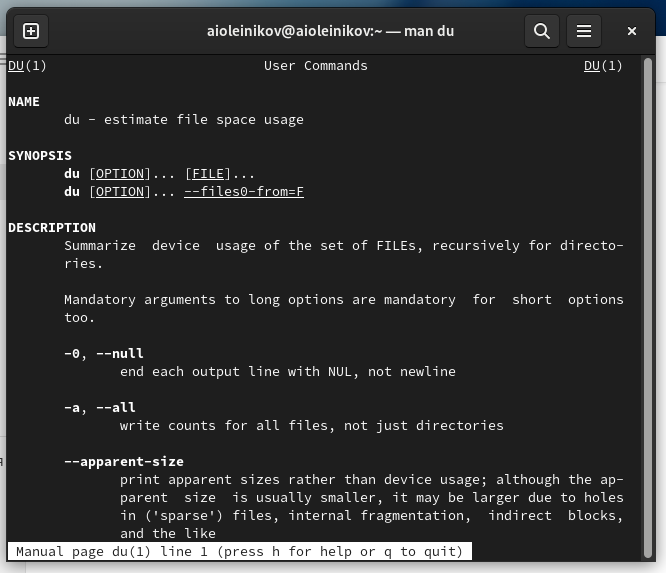 aioleinikov@aioleinikov:~ — man du
DU(1) User Commands DU(1)
NAME
du - estimate file space usage
SYNOPSIS
du [OPTION]... [FILE]...
du [OPTION]... --files0-from=F
DESCRIPTION
Summarize  device  usage of the set of FILEs, recursively for directo-
ries.
Mandatory arguments to long options are mandatory  for  short  options
too.
-0, --null
end each output line with NUL, not newline
-a, --all
write counts for all files, not just directories
--apparent-size
print apparent sizes rather than device usage; although the ap-
parent  size  is usually smaller, it may be larger due to holes
in ('sparse') files, internal fragmentation,  indirect  blocks,
and the like
Manual page du(1) line 1 (press h for help or q to quit)